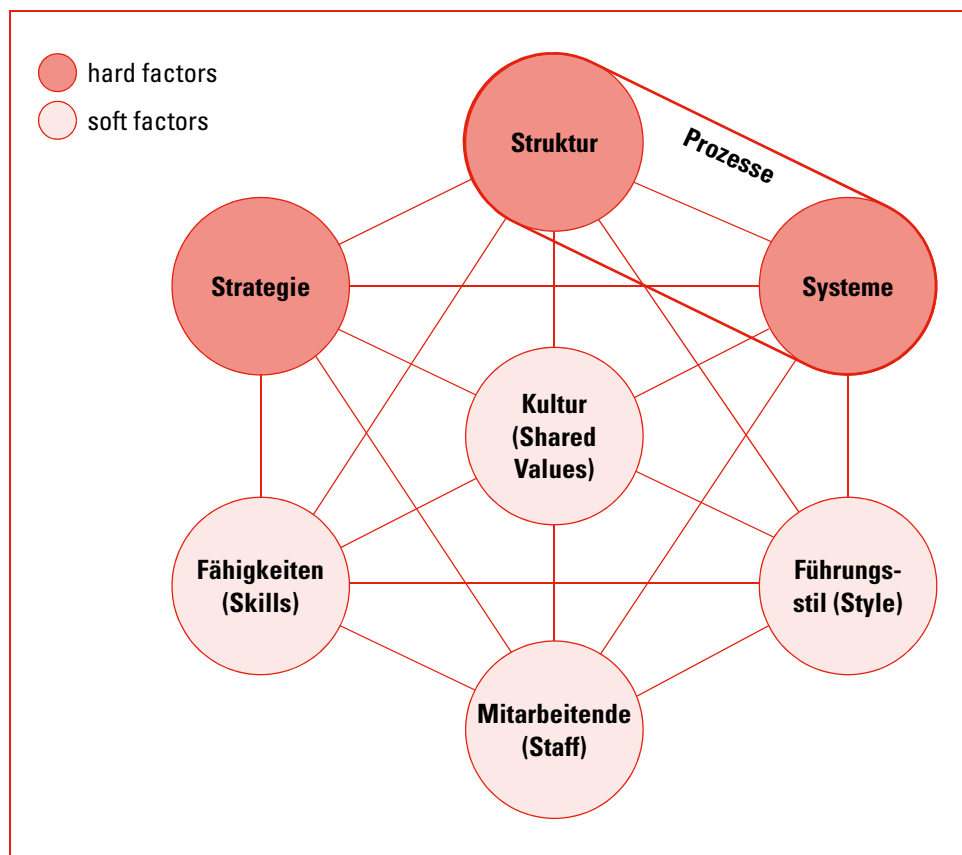 hard factors
soft factors
Struktur
Prozesse
Strategie
Systeme
Kultur
(Shared
Values)
Fähigkeiten
(Skills)
Führungs-
stil (Style)
Mitarbeitende
(Staff)